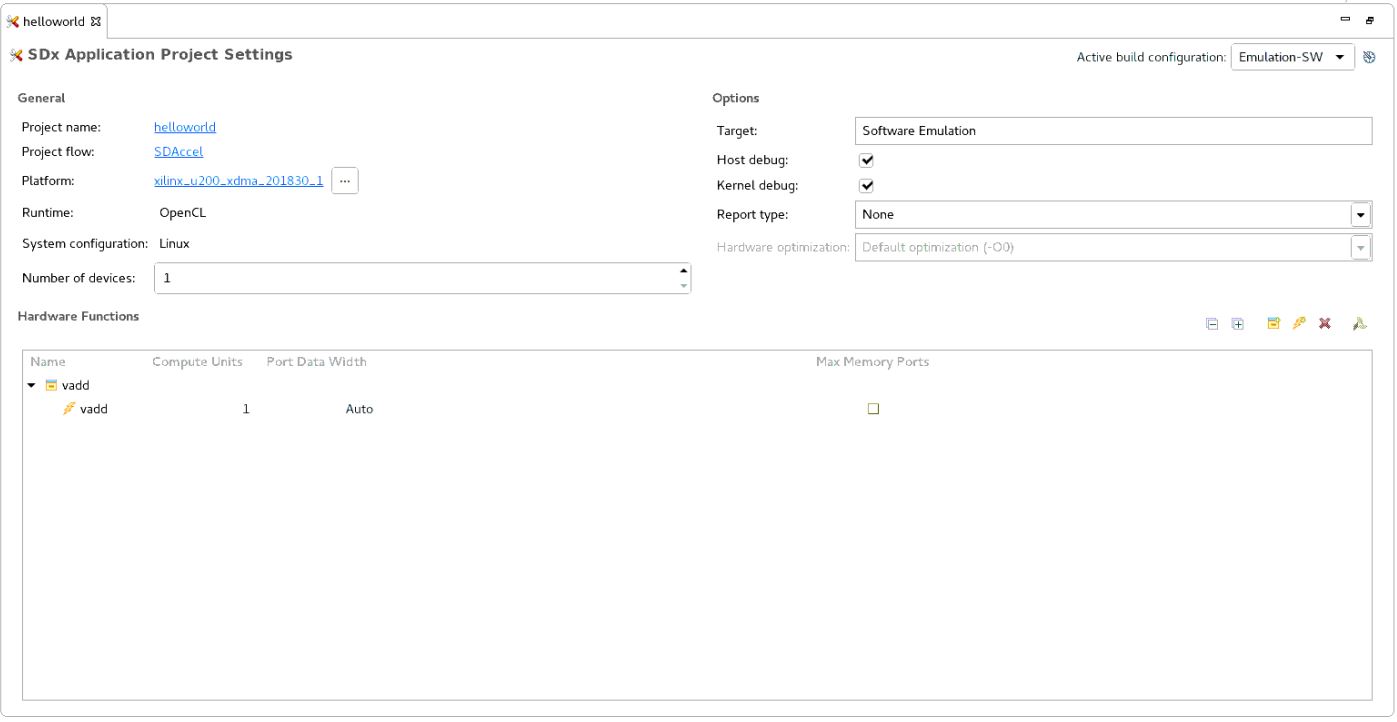 helloworld
SDx Application Project Settings
Active build configuration: Emulation-SW
General
Project name: helloworld
Project flow: SDAccel
Platform: xilinx_u200_xdma_201830_1 ...
Runtime: OpenCL
System configuration: Linux
Number of devices: 1
Options
Target: Software Emulation
Host debug:
Kernel debug:
Report type: None
Hardware optimization: Default optimization (-O0)
Hardware Functions
Name Compute Units Port Data Width Max Memory Ports
vadd
vadd 1 Auto